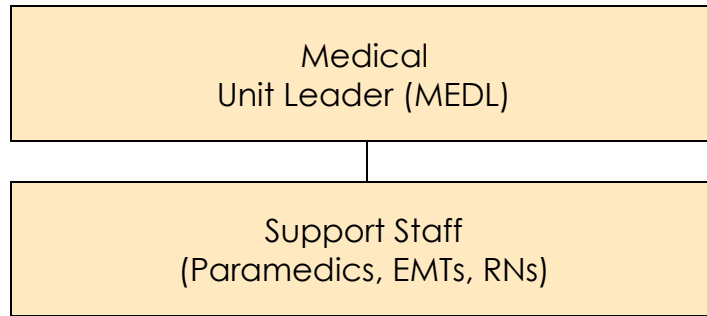 Medical
Unit Leader (MEDL)
Support Staff
(Paramedics, EMTs, RNs)